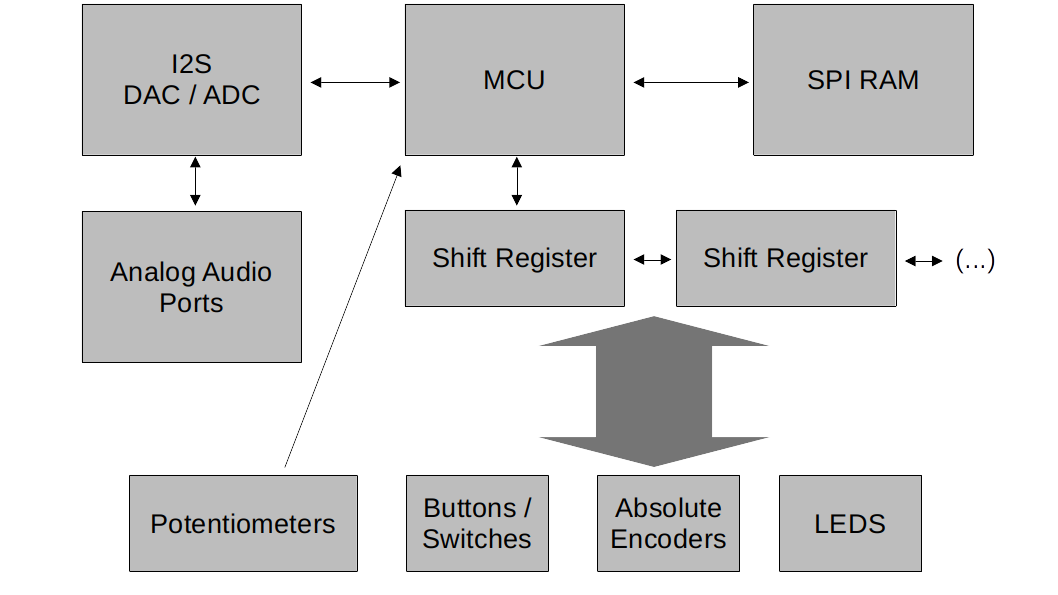 I2S
DAC / ADC
MCU
SPI RAM
Analog Audio
Ports
Shift Register
Shift Register
(...)
Potentiometers
Buttons /
Switches
Absolute
Encoders
LEDS